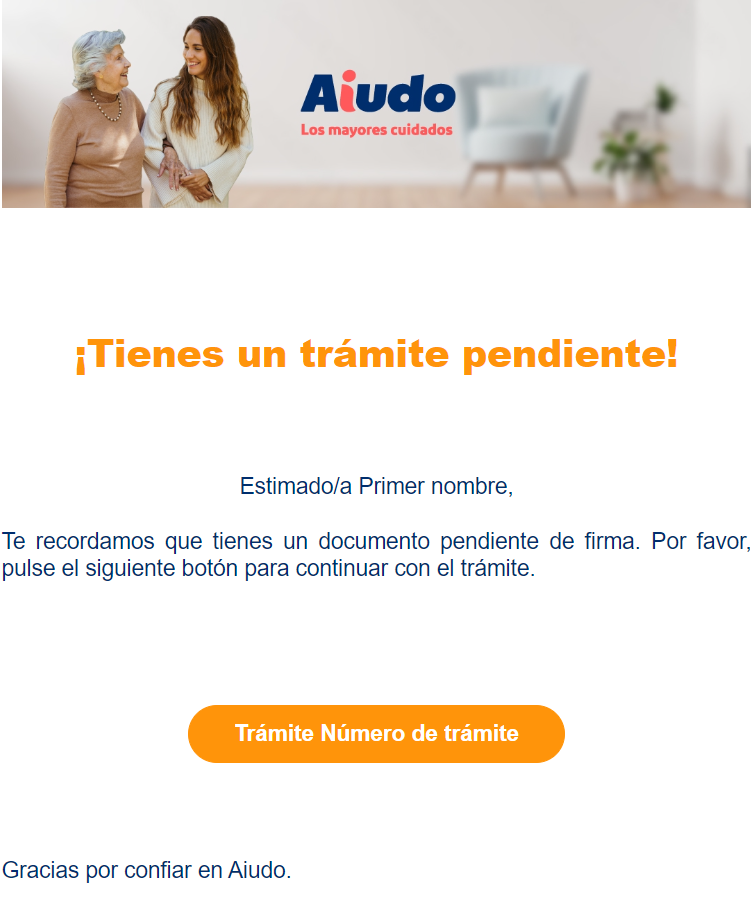 Aiudo
Los mayores cuidados
¡Tienes un trámite pendiente!
Estimado/a Primer nombre,
Te recordamos que tienes un documento pendiente de firma. Por favor,
pulse el siguiente botón para continuar con el trámite.
Trámite Número de trámite
Gracias por confiar en Aiudo.